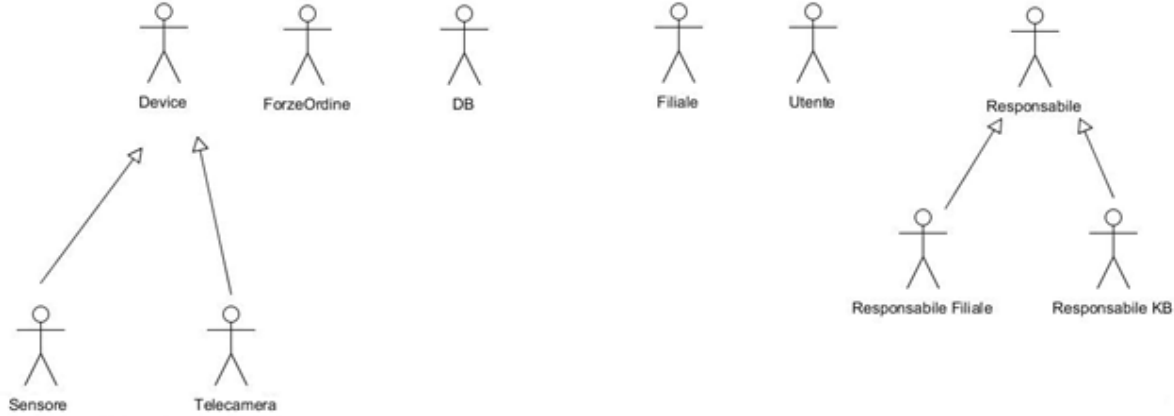 Device
ForzeOrdine
DB
Filiale
Utente
Responsabile
Responsabile Filiale
Responsabile KB
Sensore
Telecamera